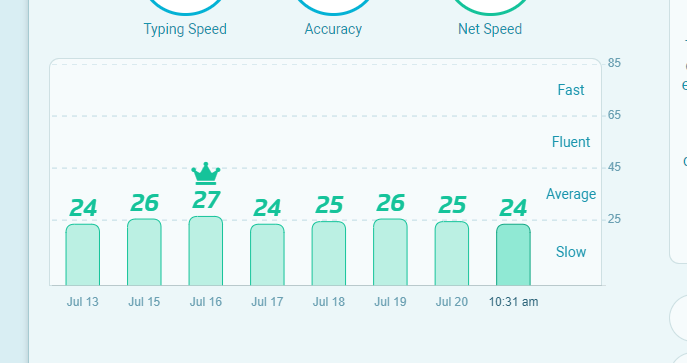 Typing Speed
Accuracy
Net Speed
85
Fast
65
Fluent
45
Average
25
Slow
24
26
27
24
25
26
25
24
Jul 13
Jul 15
Jul 16
Jul 17
Jul 18
Jul 19
Jul 20
10:31 am